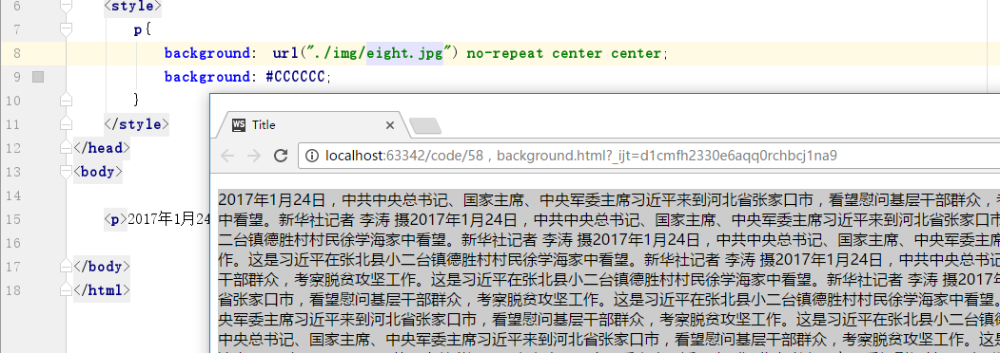 6 <style>
7 p{
8 background: url("./img/eight.jpg") no-repeat center center;
9 background: #CCCCCC;
10 }
11 </style>
12 </head>
13 <body>
14
15 <p>2017年1月24
16
17 </body>
18 </html>
WS Title
localhost:63342/code/58，background.html?_ijt=d1cmfh2330e6aqq0rchbcj1na9
2017年1月24日，中共中央总书记、国家主席、中央军委主席习近平来到河北省张家口市，看望慰问基层干部群众，考
中看望。新华社记者 李涛 摄2017年1月24日，中共中央总书记、国家主席、中央军委主席习近平来到河北省张家
二台镇德胜村村民徐学海家中看望。新华社记者 李涛 摄2017年1月24日，中共中央总书记、国家主席、中央军
作。这是习近平在张北县小二台镇德胜村村民徐学海家中看望。新华社记者 李涛 摄2017年1月24日，中共中央总书记
干部群众，考察脱贫攻坚工作。这是习近平在张北县小二台镇德胜村村民徐学海家中看望。新华社记者 李涛 摄2017年
省张家口市，看望慰问基层干部群众，考察脱贫攻坚工作。这是习近平在张北县小二台镇德胜村村民徐学海家中看望。
央军委主席习近平来到河北省张家口市，看望慰问基层干部群众，考察脱贫攻坚工作。这是习近平在张北县小二台镇
中央总书记、国家主席、中央军委主席习近平来到河北省张家口市，看望慰问基层干部群众，考察脱贫攻坚工作。这